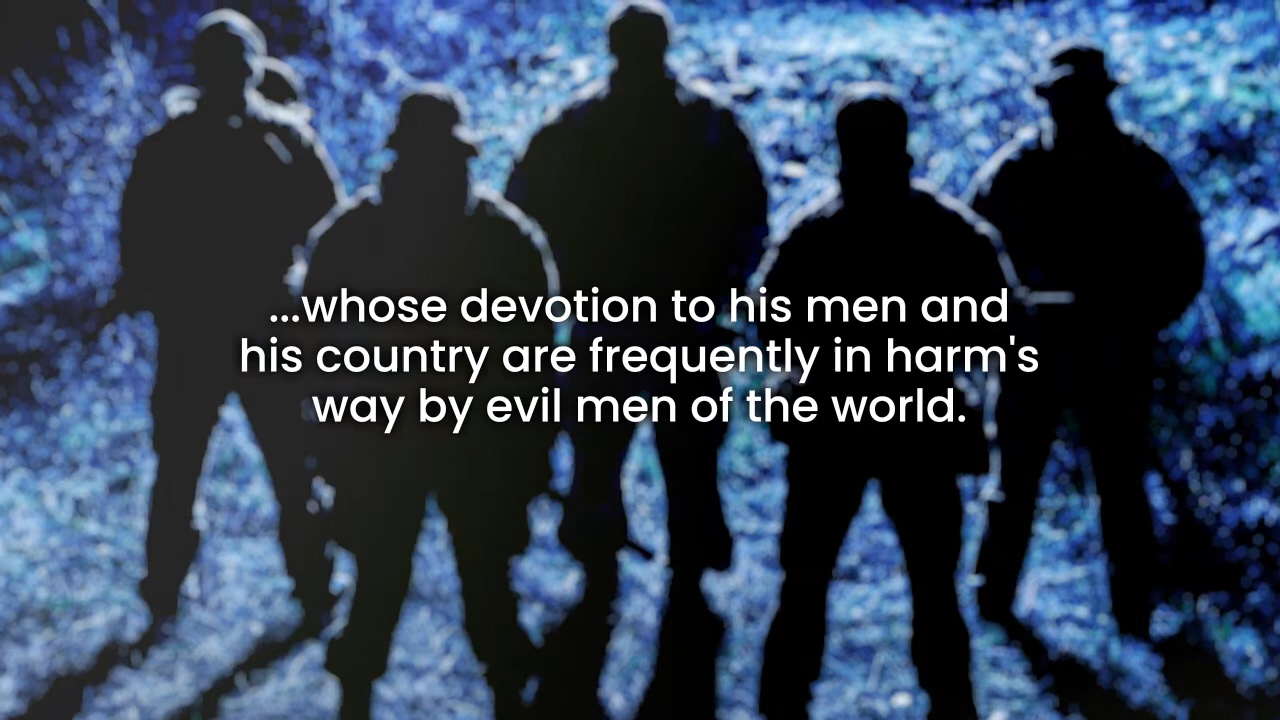 ...whose devotion to his men and
his country are frequently in harm's
way by evil men of the world.